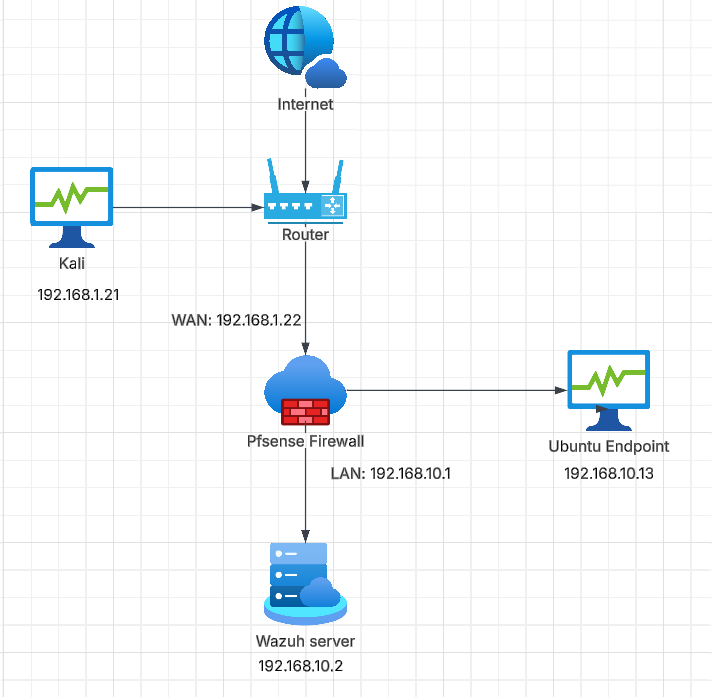 Internet
Router
Kali
192.168.1.21
WAN: 192.168.1.22
Pfsense Firewall
Ubuntu Endpoint
LAN: 192.168.10.1
192.168.10.13
Wazuh server
192.168.10.2